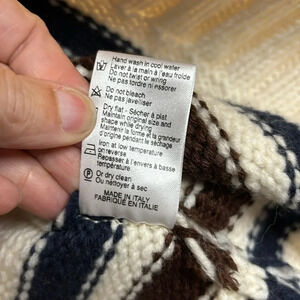 Hand wash in cool water
Laver à la main à l'eau froide
Do not twist or wring
Ne pas tordre ni essorer
Do not bleach
Ne pas javelliser
Dry flat - Sécher à plat
Maintain original size and
shape while drying
Maintenir la forme et la grandeur
d'origine pendant le séchage
Iron at low temperature
on reverse
Repasser à l'envers à basse
température
Or dry clean
Ou nettoyer à sec
MADE IN ITALY
FABRIQUÉ EN ITALIE